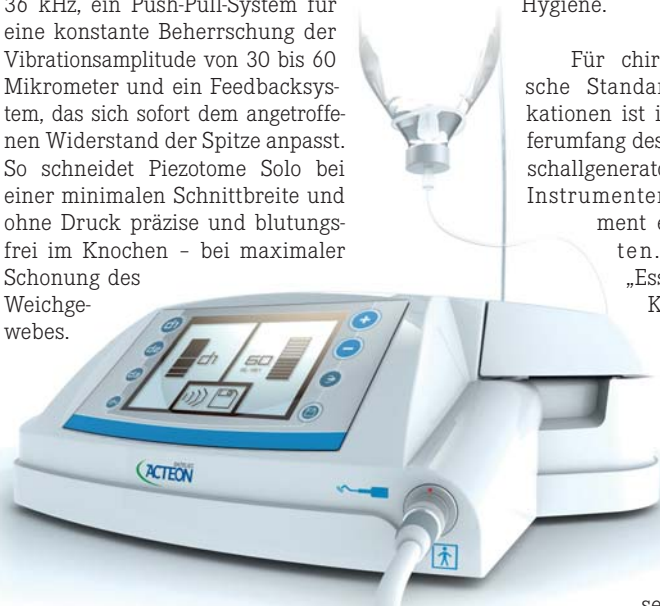 36 kHz, ein Push-Pull-System für
eine konstante Beherrschung der
Vibrationsamplitude von 30 bis 60
Mikrometer und ein Feedbacksys-
tem, das sich sofort dem angetroffe-
nen Widerstand der Spitze anpasst.
So schneidet Piezotome Solo bei
einer minimalen Schnittbreite und
ohne Druck präzise und blutungs-
frei im Knochen – bei maximaler
Schonung des
Weichge-
webes.
Hygiene.
Für chir
sche Standar
kationen ist i
ferumfang des
schallgenerato
Instrumenten
ment e
ten.
„Ess
K
se
ch
60
ACTEON